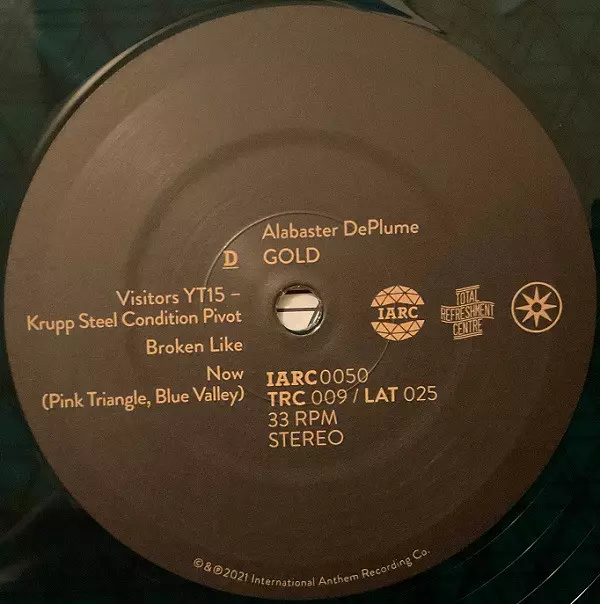 Alabaster DePlume
D
GOLD
Visitors YT15 –
Krupp Steel Condition Pivot
Broken Like
Now
(Pink Triangle, Blue Valley)
IARC
TOTAL
REFRESHMENT
CENTRE
IARC0050
TRC 009 / LAT 025
33 RPM
STEREO
©&℗2021 International Anthem Recording Co.